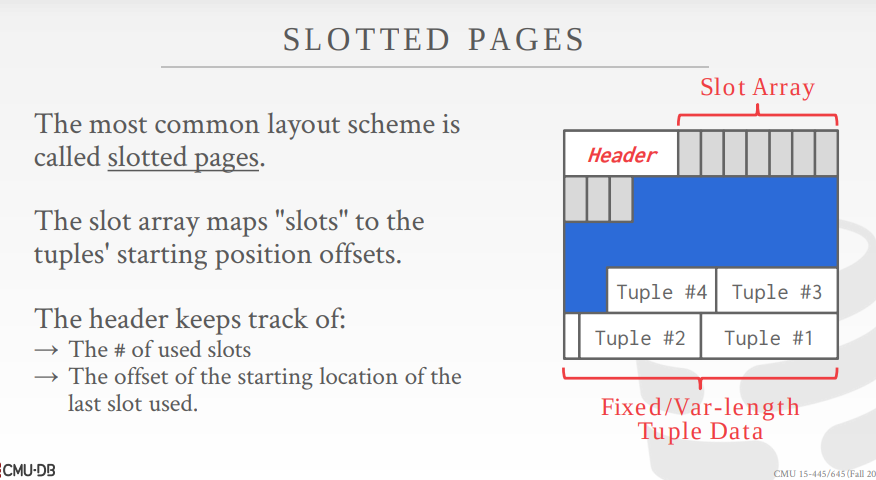 SLOTTED PAGES
The most common layout scheme is
called slotted pages.
The slot array maps "slots" to the
tuples' starting position offsets.
The header keeps track of:
→ The # of used slots
→ The offset of the starting location of the
last slot used.
Slot Array
Header
Tuple #4
Tuple #3
Tuple #2
Tuple #1
Fixed/Var-length
Tuple Data
CMU·DB
CMU 15-445/645 (Fall 20